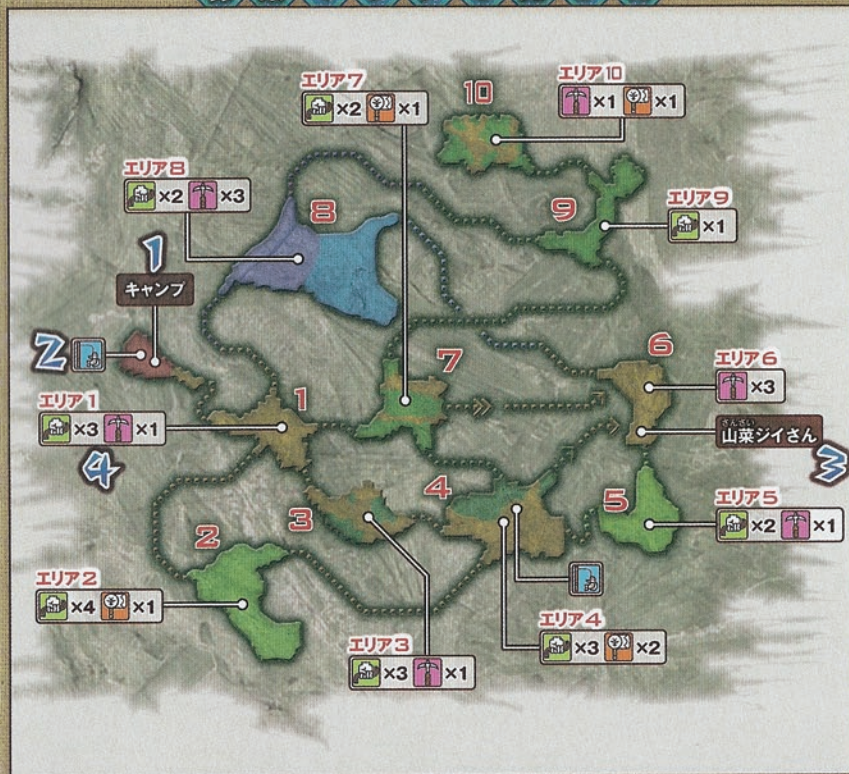 エリア7
×2 ×1
エリア10
×1 ×1
10
エリア8
×2 ×3
8
9
エリア9
×1
1
キャンプ
2
6
エリア6
×3
7
エリア1
×3 ×1
1
さんさい
山菜ジイさん
3
4
4
3
5
エリア5
×2 ×1
2
エリア2
×4 ×1
エリア4
×3 ×2
エリア3
×3 ×1